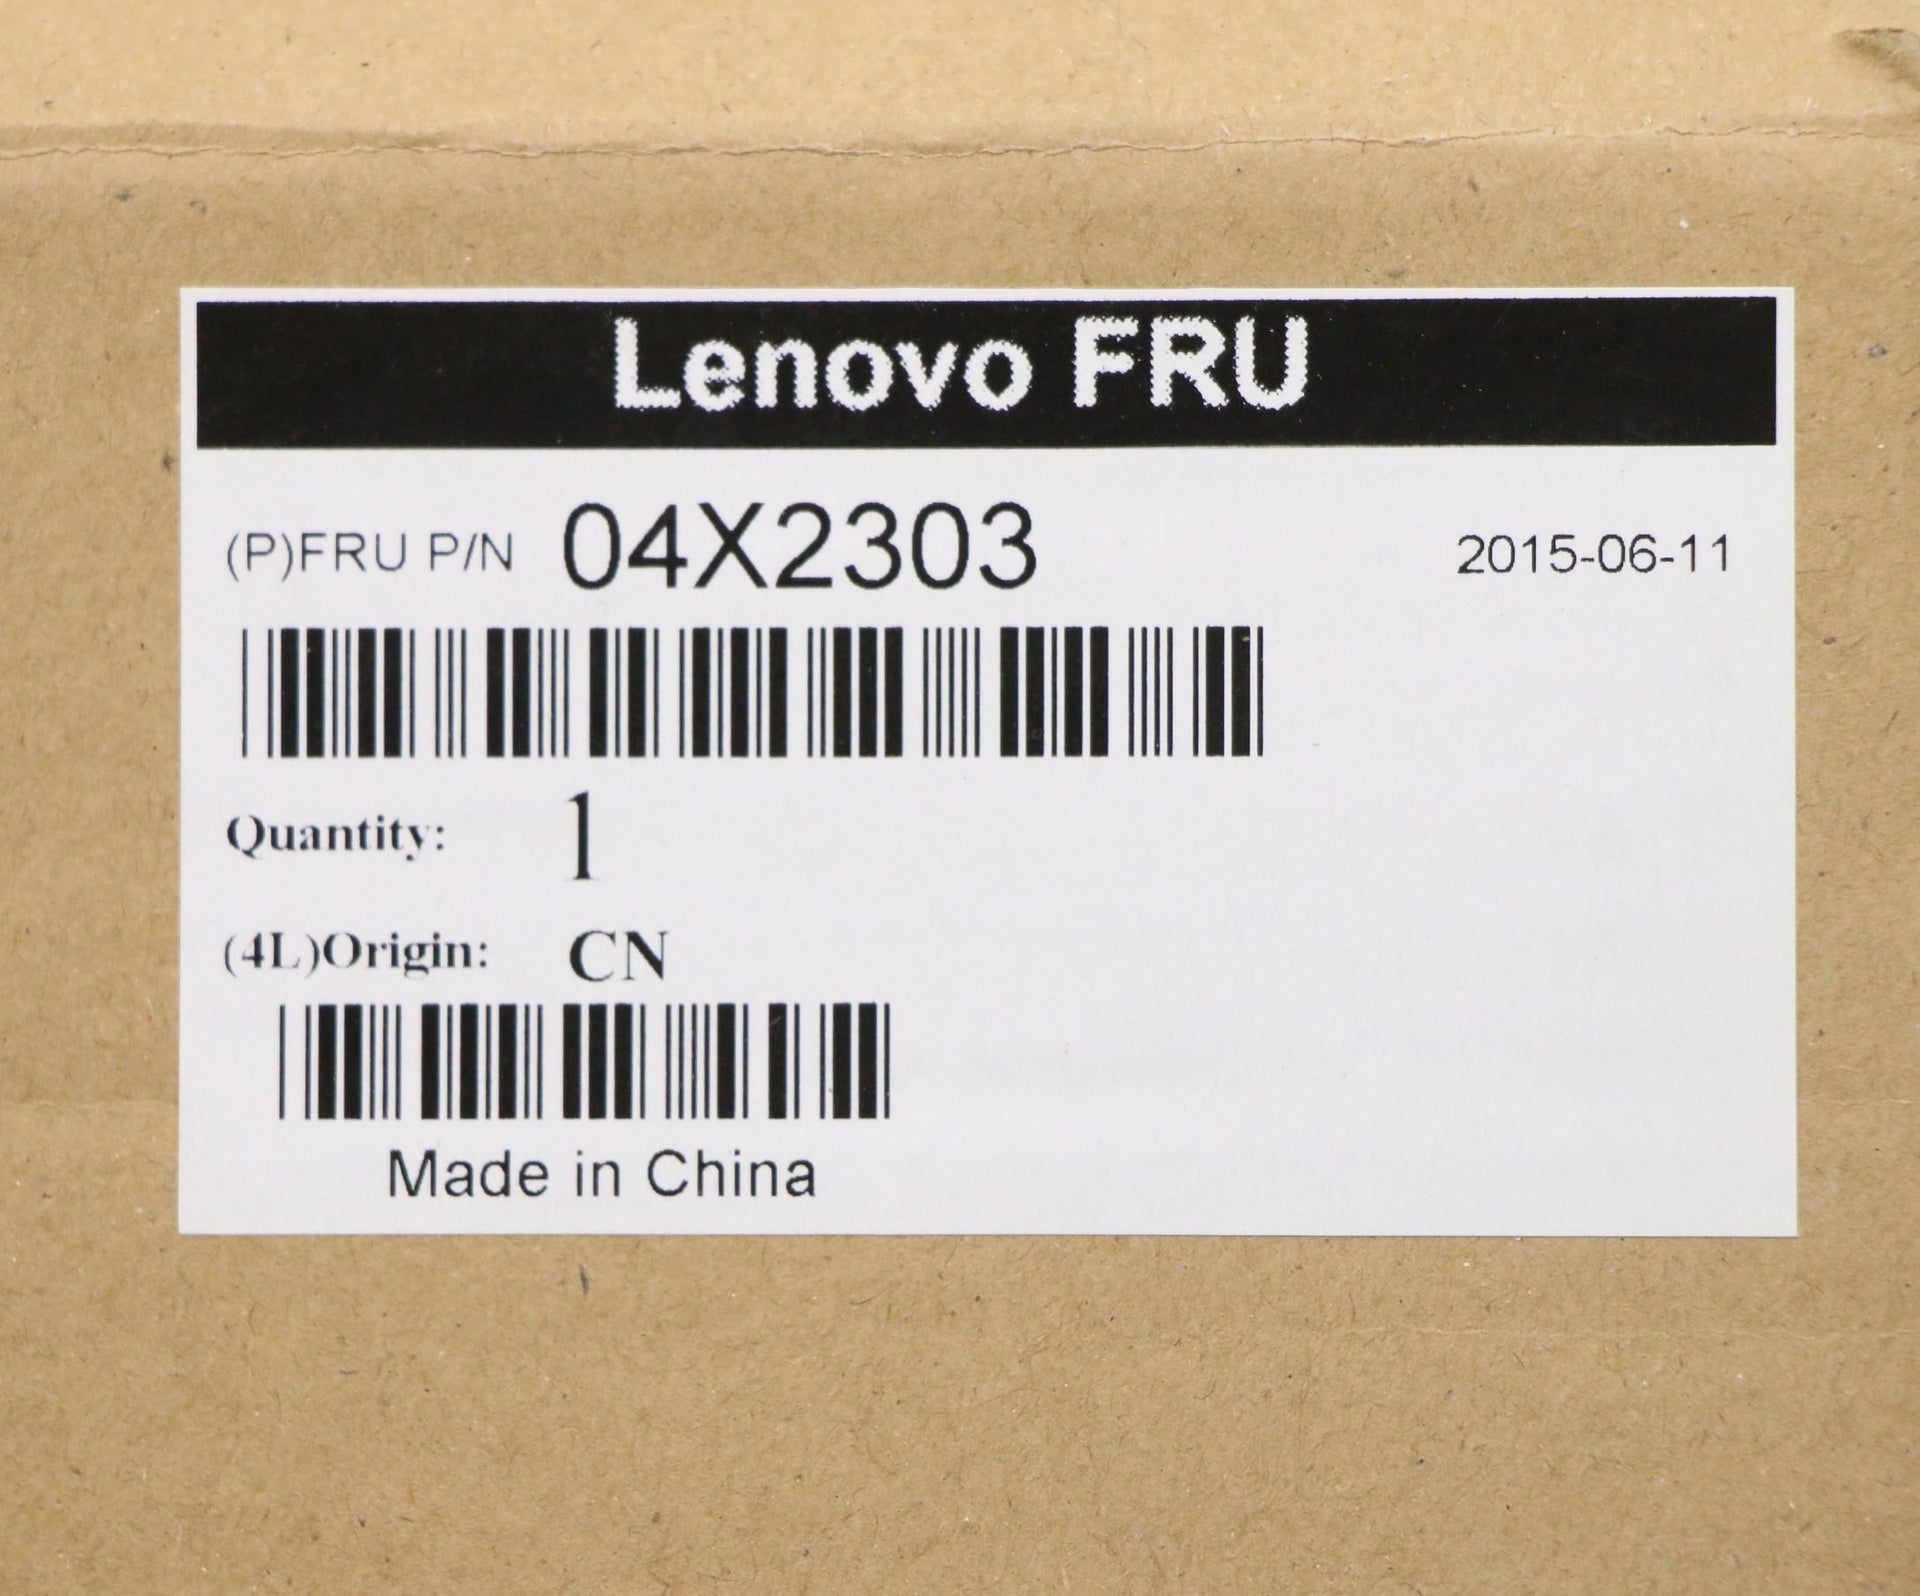 Lenovo FRU
(P)FRU P/N 04X2303 2015-06-11
Quantity: 1
(4L)Origin: CN
Made in China